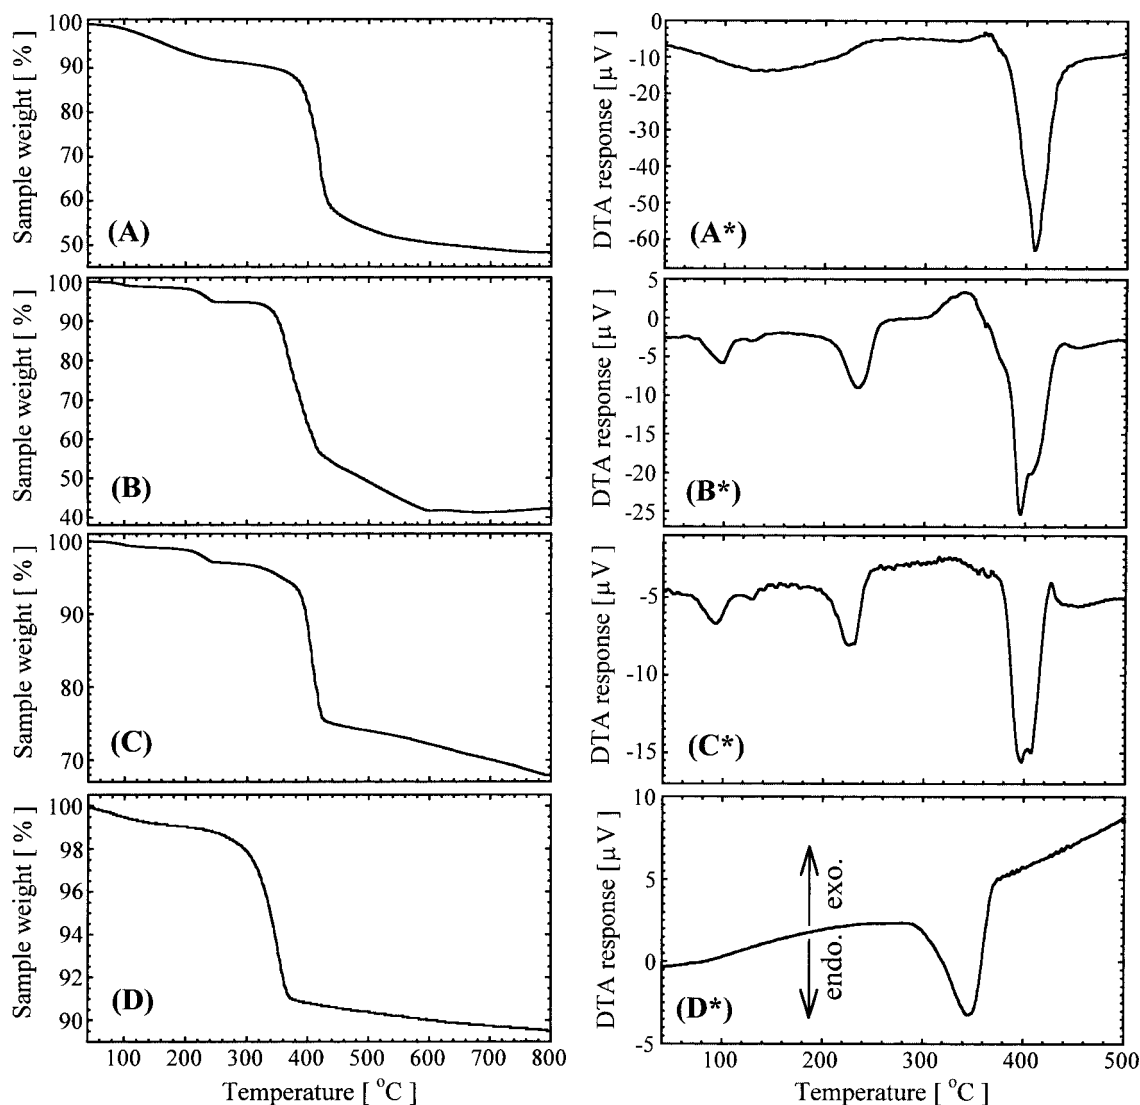 100
90
80
70
60
50
Sample weight [ % ]
(A)
0
-10
-20
-30
-40
-50
-60
DTA response [ µV ]
(A*)
100
90
80
70
60
50
40
Sample weight [ % ]
(B)
5
0
-5
-10
-15
-20
-25
DTA response [ µV ]
(B*)
100
90
80
70
Sample weight [ % ]
(C)
-5
-10
-15
DTA response [ µV ]
(C*)
100
98
96
94
92
90
Sample weight [ % ]
(D)
100 200 300 400 500 600 700 800
Temperature [ °C ]
10
5
0
-5
DTA response [ µV ]
endo. exo.
(D*)
100 200 300 400 500
Temperature [ °C ]